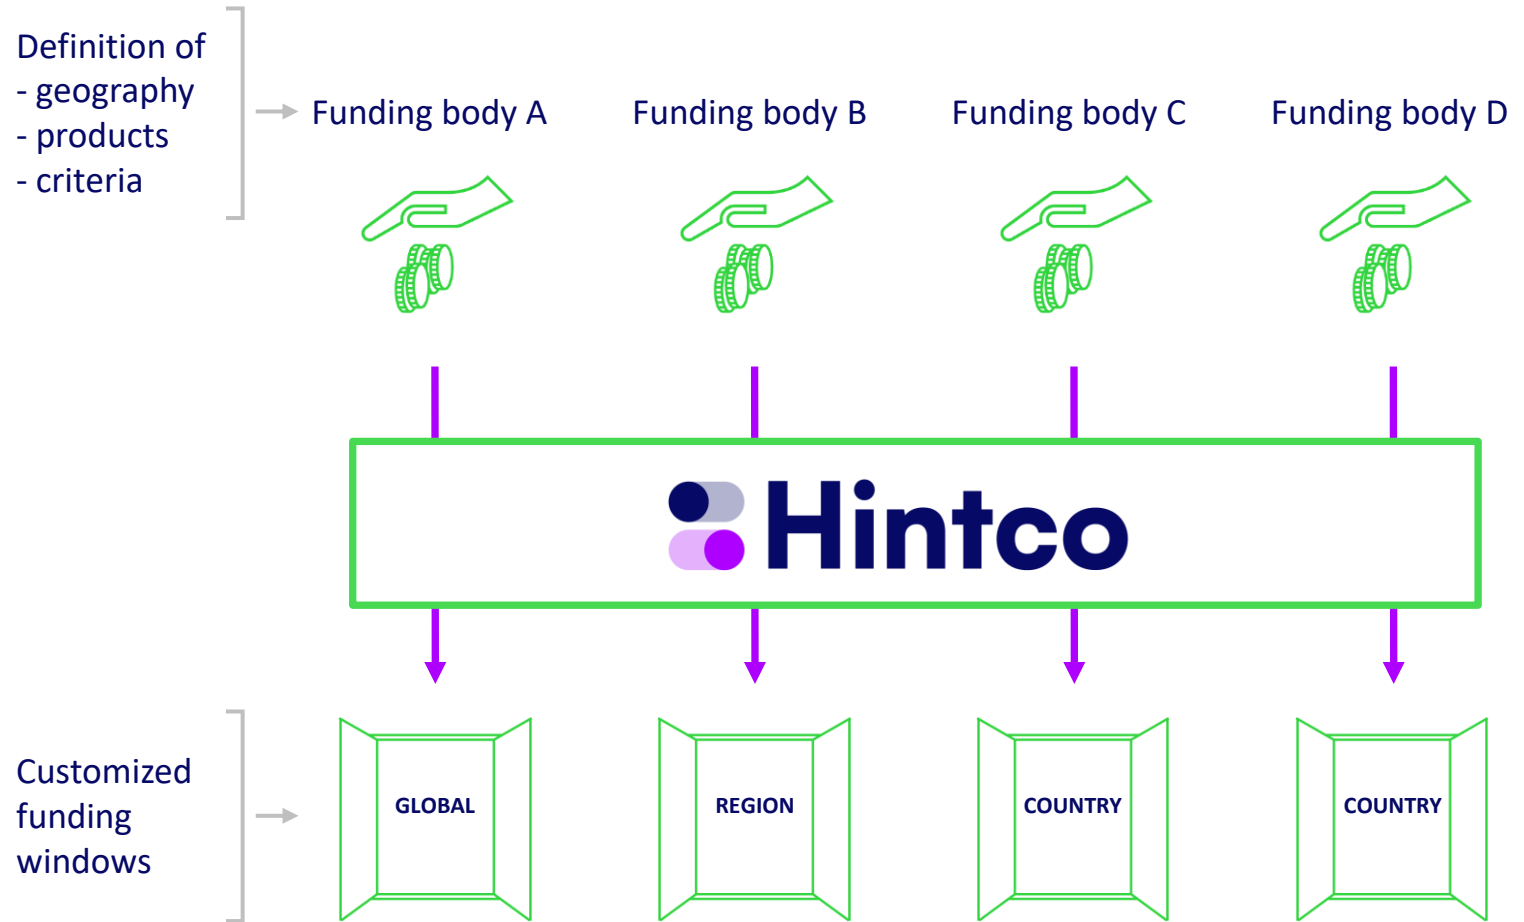 Definition of
- geography
- products
- criteria
Funding body A
Funding body B
Funding body C
Funding body D
Hintco
Customized
funding
windows
GLOBAL
REGION
COUNTRY
COUNTRY